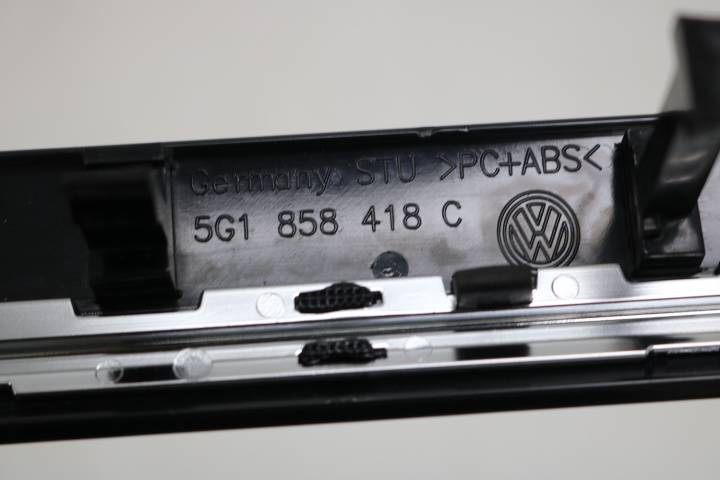 Germany STU >PC+ABS<
5G1 858 418 C